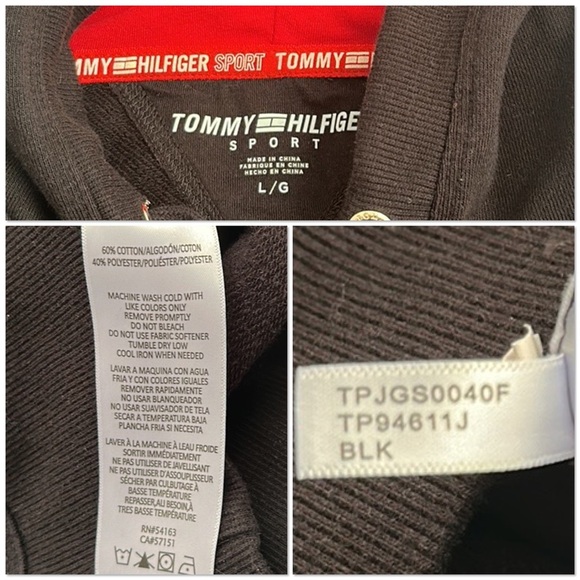 MMY HILFIGER SPORT TOMMY H
TOMMY HILFIGE
SPORT
MADE IN CHINA
FABRIQUE EN CHINE
HECHO EN CHINA
L/G
60% COTTON/ALGODÓN/COTON
40% POLYESTER/POLIÉSTER/POLYESTER
MACHINE WASH COLD WITH
LIKE COLORS ONLY
REMOVE PROMPTLY
DO NOT BLEACH
DO NOT USE FABRIC SOFTENER
TUMBLE DRY LOW
COOL IRON WHEN NEEDED
LAVAR A MAQUINA CON AGUA
FRIA Y CON COLORES IGUALES
REMOVER RAPIDAMENTE
NO USAR BLANQUEADOR
NO USAR SUAVISADOR DE TELA
SECAR A TEMPERATURA BAJA
PLANCHA FRIA SI NECESITA
LAVER À LA MACHINE À LEAU FROIDE
SORTIR IMMÉDIATEMENT
NE PAS UTILISER DE JAVELLISANT
NE PAS UTILISER D'ASSOUPLISSANT
SÉCHER PAR CULBUTAGE À
BASSE TEMPÉRATURE
REPASSER,AU BESOIN,À
TRES BASSE TEMPÉRATURE
RN#54163
CA#57151
TPJGS0040F
TP94611J
BLK